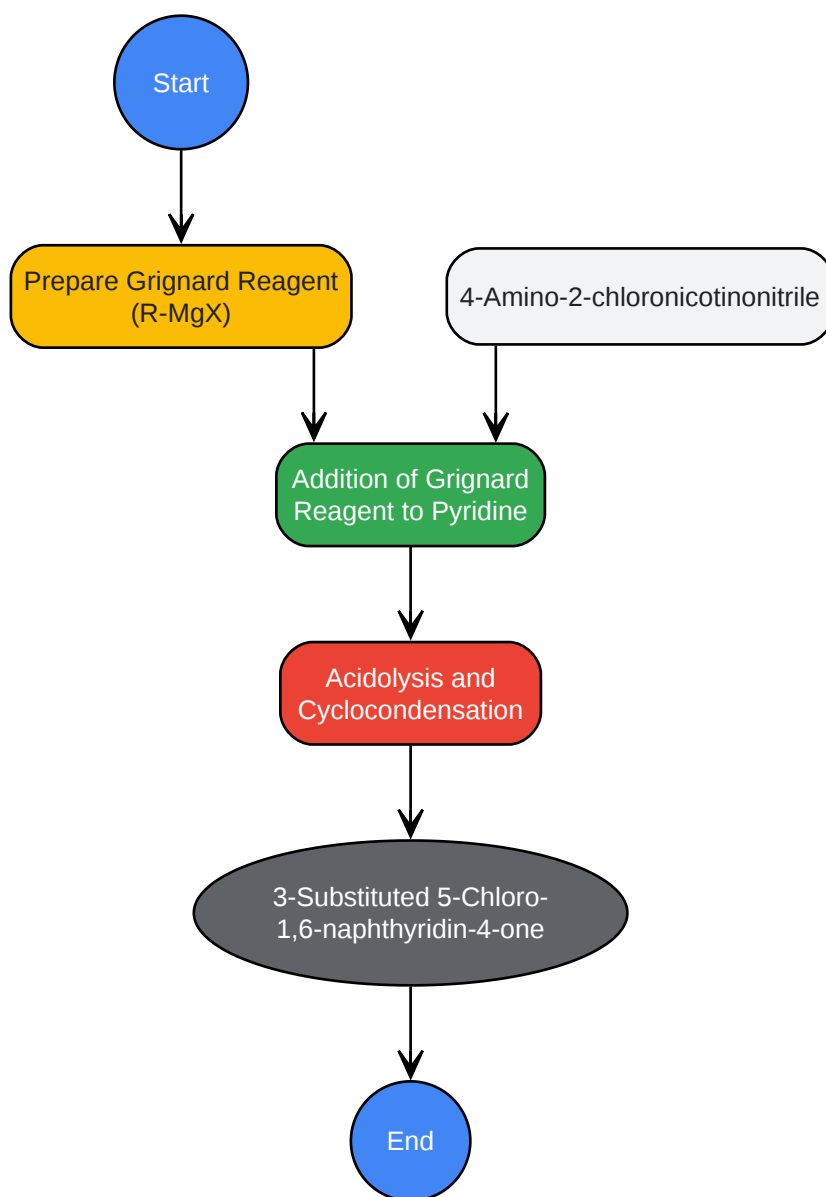 Start
Prepare Grignard Reagent
(R-MgX)
4-Amino-2-chloronicotinonitrile
Addition of Grignard
Reagent to Pyridine
Acidolysis and
Cyclocondensation
3-Substituted 5-Chloro-
1,6-naphthyridin-4-one
End